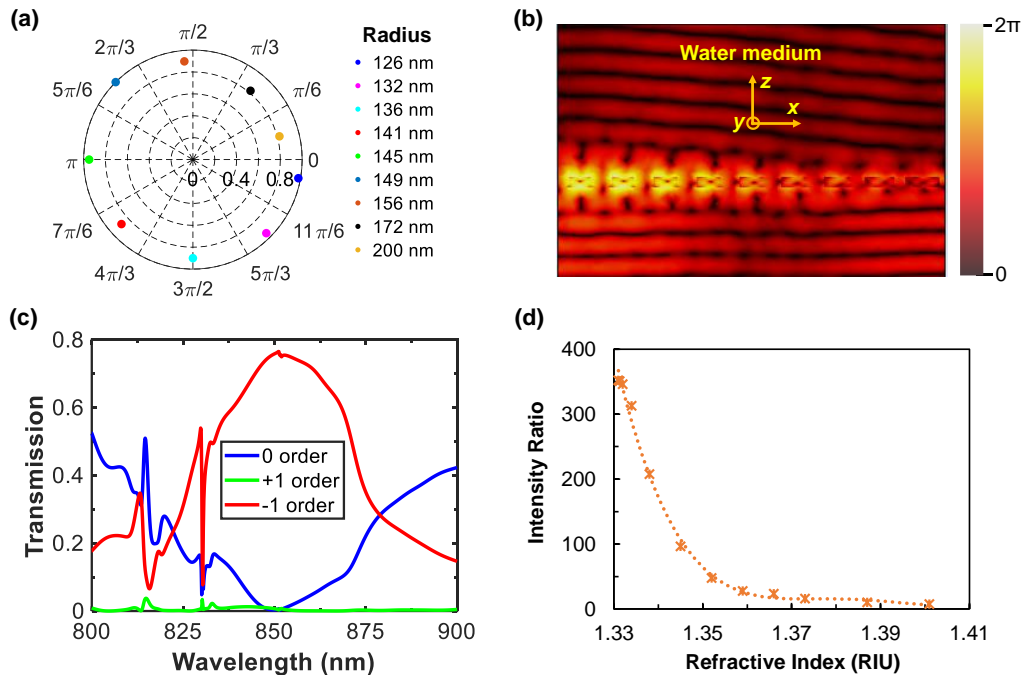 (a)
π/2
2π/3
π/3
5π/6
π/6
π
0
0 0.4 0.8
7π/6
11π/6
4π/3
5π/3
3π/2
Radius
126 nm
132 nm
136 nm
141 nm
145 nm
149 nm
156 nm
172 nm
200 nm
(b)
Water medium
z
y
x
2π
0
(c)
0.8
0.6
0.4
0.2
0
Transmission
0 order
+1 order
-1 order
800 825 850 875 900
Wavelength (nm)
(d)
400
300
200
100
0
Intensity Ratio
1.33 1.35 1.37 1.39 1.41
Refractive Index (RIU)